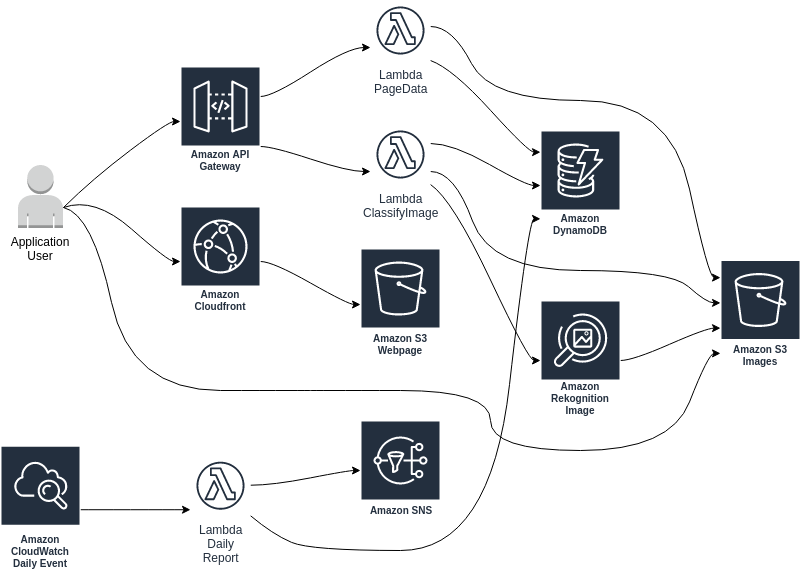 Lambda
PageData
Amazon API
Gateway
</>
Lambda
ClassifyImage
Application
User
Amazon
DynamoDB
Amazon
Cloudfront
Amazon S3
Webpage
Amazon S3
Images
Amazon
Rekognition
Image
Amazon SNS
Amazon
CloudWatch
Daily Event
Lambda
Daily
Report